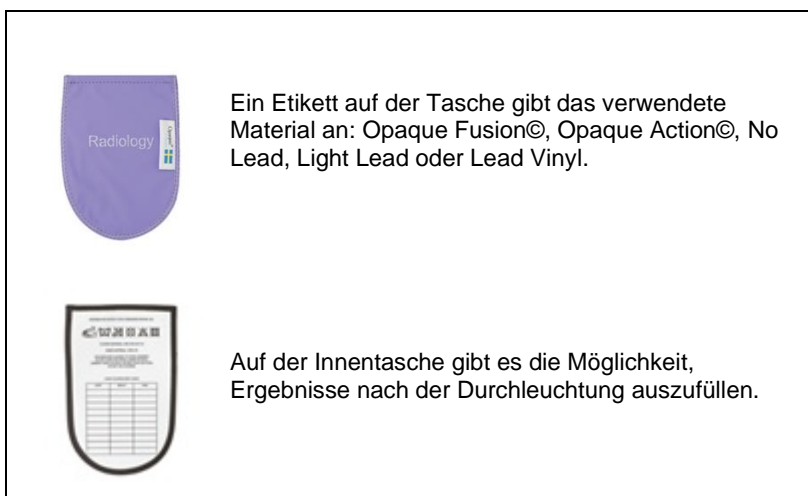 Radiology
Ein Etikett auf der Tasche gibt das verwendete
Material an: Opaque Fusion©, Opaque Action©, No
Lead, Light Lead oder Lead Vinyl.
Auf der Innentasche gibt es die Möglichkeit,
Ergebnisse nach der Durchleuchtung auszufüllen.